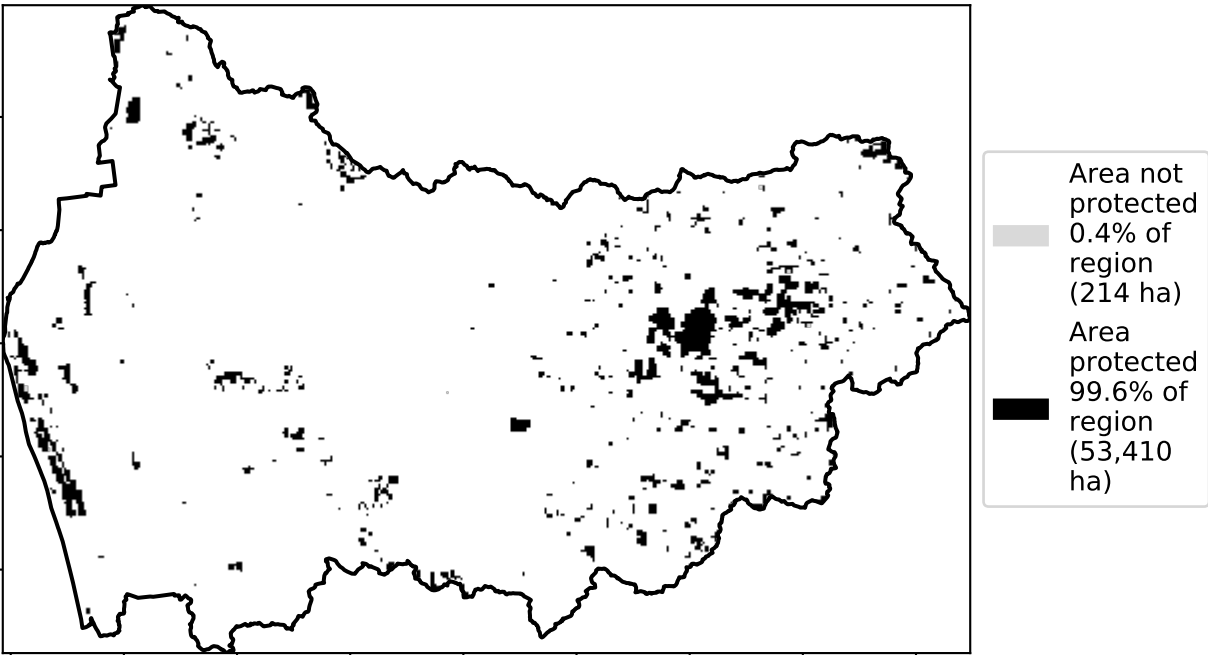 Area not
protected
0.4% of
region
(214 ha)
Area
protected
99.6% of
region
(53,410
ha)